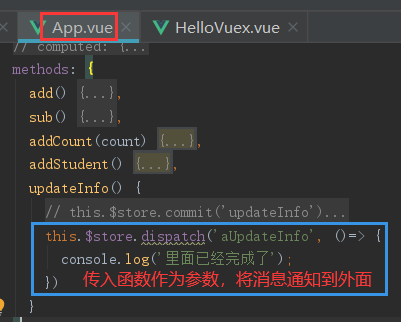 App.vue
HelloVuex.vue
// computed: {...
methods: {
add() {...},
sub() {...},
addCount(count) {...},
addStudent() {...},
updateInfo() {
// this.$store.commit('updateInfo')...
this.$store.dispatch('aUpdateInfo', ()=> {
console.log('里面已经完成了');
})
传入函数作为参数，将消息通知到外面
}